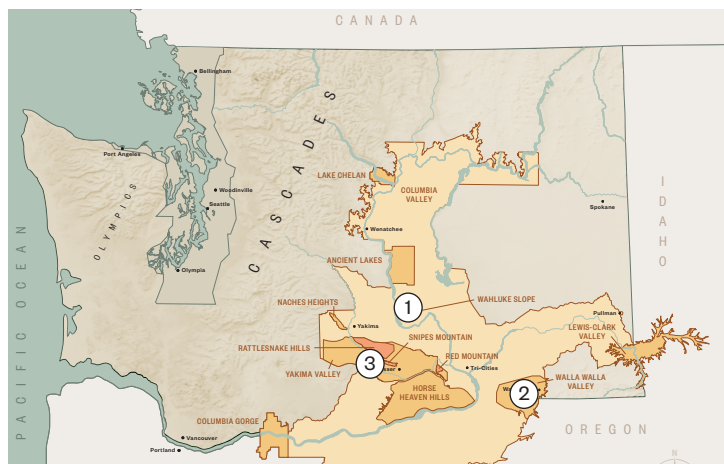 CANADA
Bellingham
CASCADES
Port Angeles
LAKE CHELAN
COLUMBIA
VALLEY
OLYMPICS
Woodinville
Seattle
Spokane
IDAHO
Wenatchee
PACIFIC OCEAN
ANCIENT LAKES
Olympia
NACHES HEIGHTS
1
WAHLUKE SLOPE
Pullman
Yakima
LEWIS-CLARK
VALLEY
SNIPES MOUNTAIN
RATTLESNAKE HILLS
RED MOUNTAIN
3
YAKIMA VALLEY
Tri-Cities
WALLA WALLA
VALLEY
2
HORSE
HEAVEN HILLS
COLUMBIA GORGE
OREGON
Vancouver
Portland
N